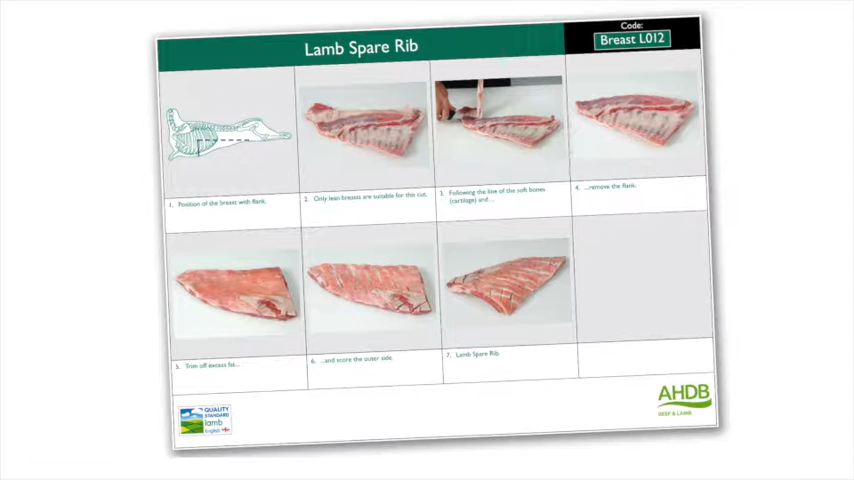 Lamb Spare Rib
Code:
Breast L012
1. Position of the breast with flank.
2. Only lean breasts are suitable for this cut.
3. Following the line of the soft bones
(cartilage) and...
4. ...remove the flank.
5. Trim off excess fat...
6. ...and score the outer side.
7. Lamb Spare Rib.
QUALITY
STANDARD
lamb
English
AHDB
BEEF & LAMB